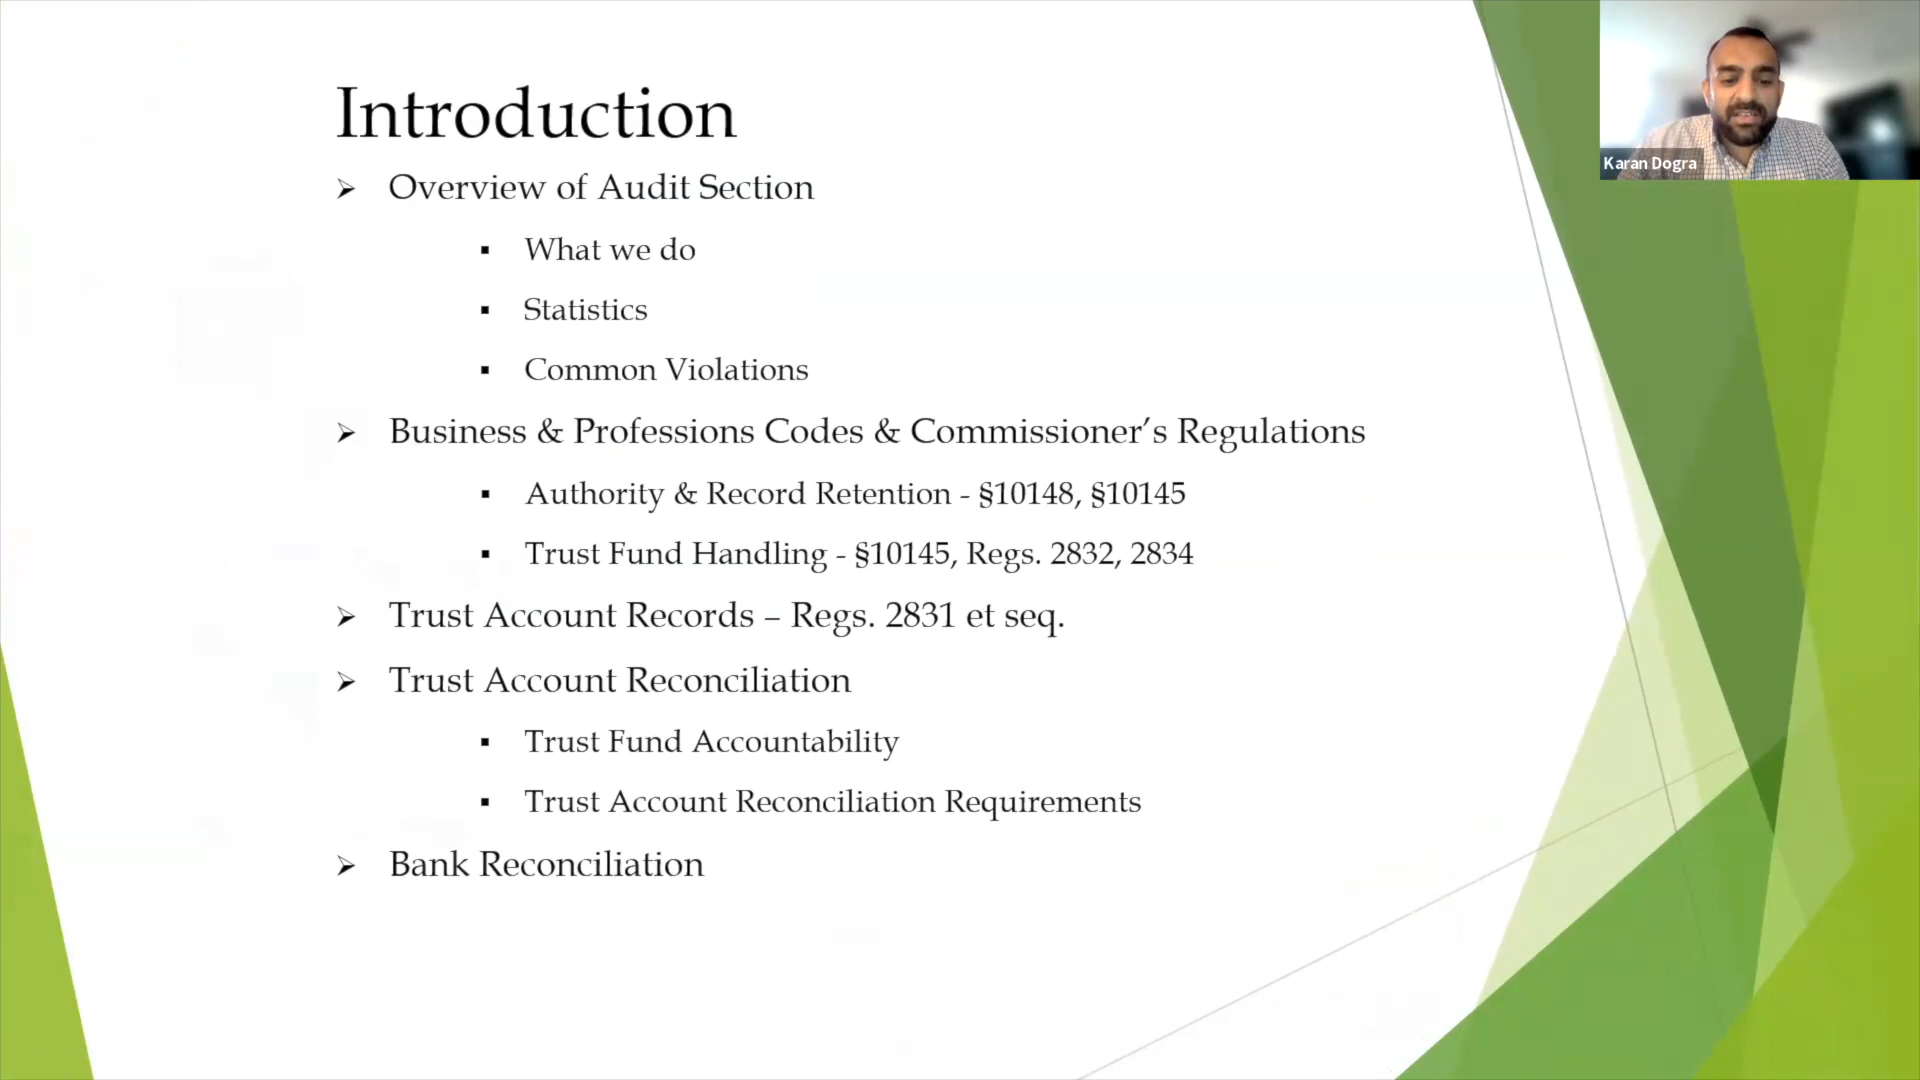 Introduction
Overview of Audit Section
What we do
Statistics
Common Violations
Business & Professions Codes & Commissioner’s Regulations
Authority & Record Retention - §10148, §10145
Trust Fund Handling - §10145, Regs. 2832, 2834
Trust Account Records – Regs. 2831 et seq.
Trust Account Reconciliation
Trust Fund Accountability
Trust Account Reconciliation Requirements
Bank Reconciliation
Karan Dogra